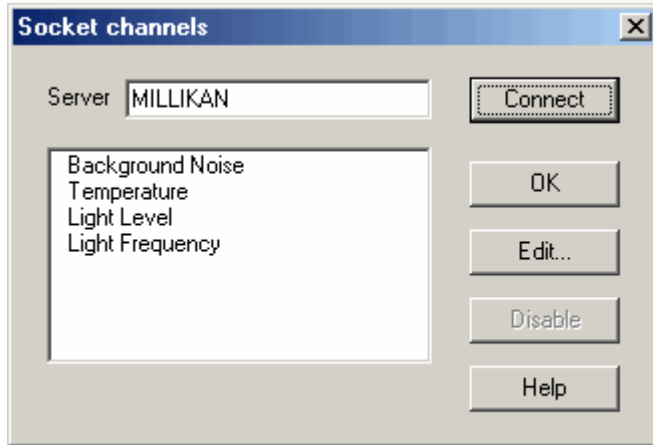 Socket channels
Server MILLIKAN Connect
Background Noise
Temperature
Light Level
Light Frequency
OK
Edit...
Disable
Help